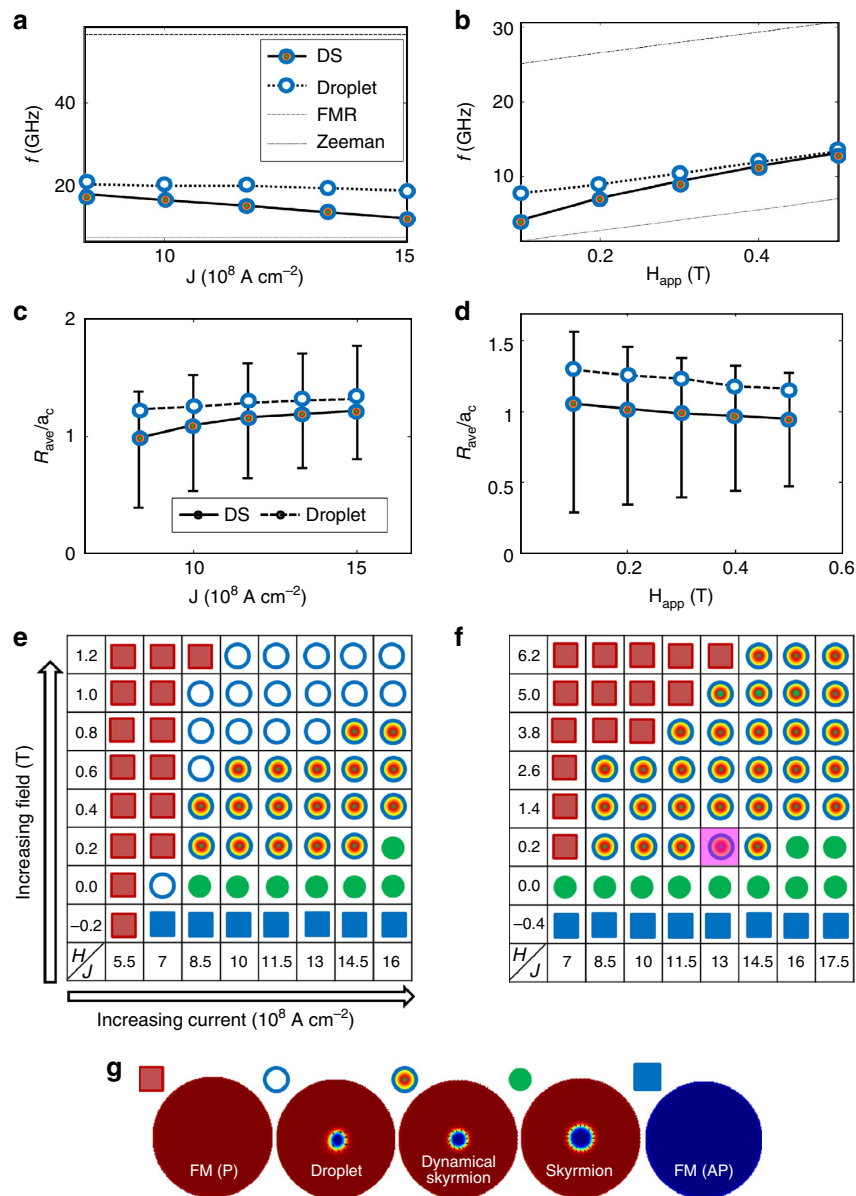 a
b
40
20
f (GHz)
DS
Droplet
FMR
Zeeman
10
15
J (10⁸ A cm⁻²)
30
20
10
f (GHz)
0.2
0.4
H_app (T)
c
d
2
1
0
R_ave/a_c
DS
Droplet
10
15
J (10⁸ A cm⁻²)
1.5
1
0.5
0
R_ave/a_c
0.2
0.4
0.6
H_app (T)
e
f
Increasing field (T)
1.2
1.0
0.8
0.6
0.4
0.2
0.0
−0.2
H/J 5.5 7 8.5 10 11.5 13 14.5 16
Increasing current (10⁸ A cm⁻²)
6.2
5.0
3.8
2.6
1.4
0.2
0.0
−0.4
H/J 7 8.5 10 11.5 13 14.5 16 17.5
g
FM (P)
Droplet
Dynamical
skyrmion
Skyrmion
FM (AP)